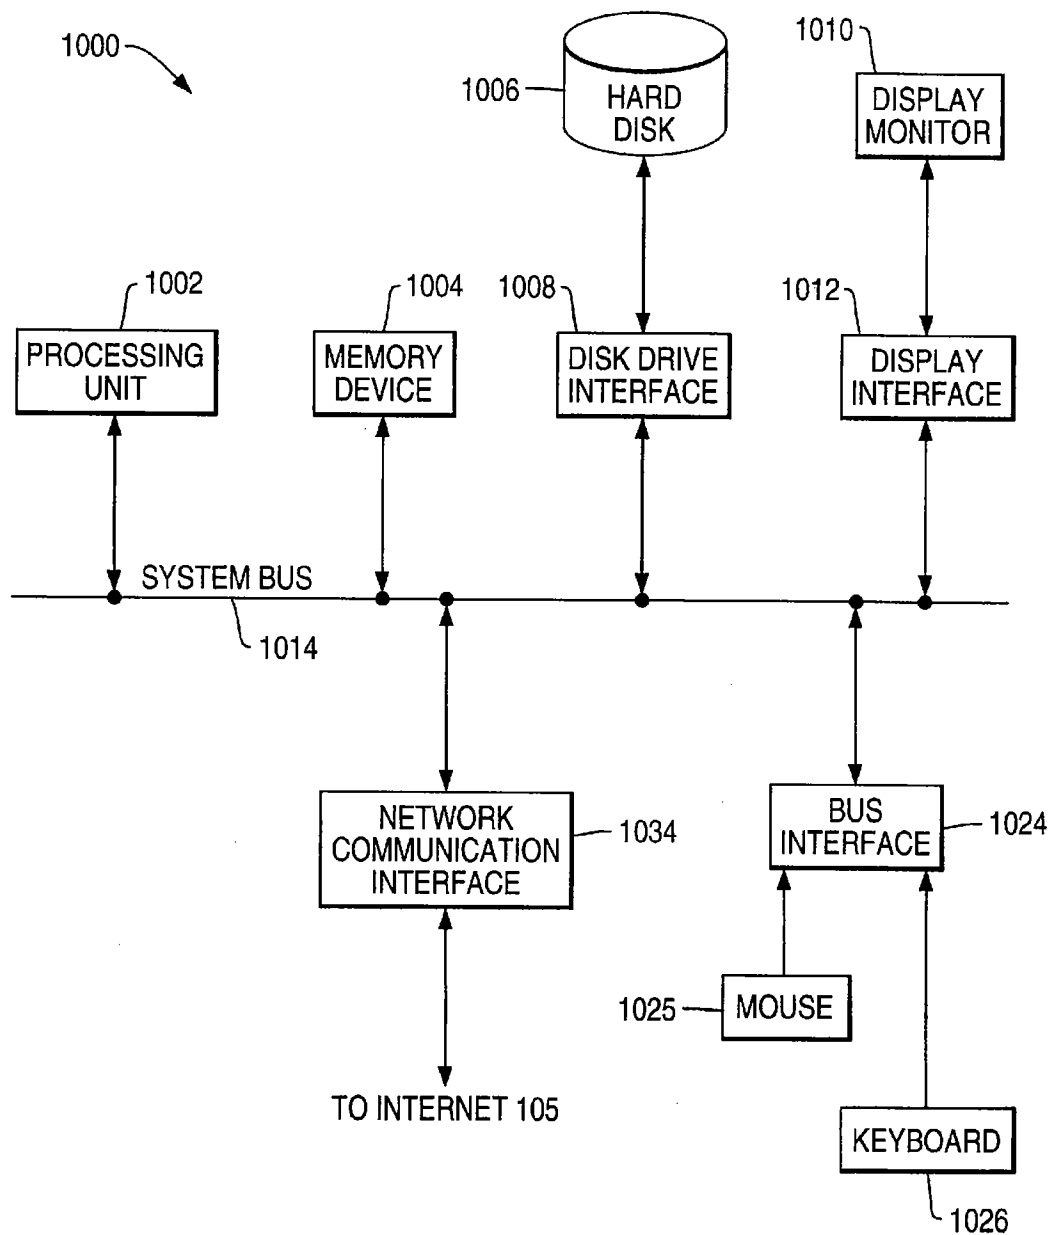 1000
1006
HARD
DISK
1010
DISPLAY
MONITOR
1002
PROCESSING
UNIT
1004
MEMORY
DEVICE
1008
DISK DRIVE
INTERFACE
1012
DISPLAY
INTERFACE
SYSTEM BUS
1014
NETWORK
COMMUNICATION
INTERFACE
1034
BUS
INTERFACE
1024
1025
MOUSE
TO INTERNET 105
KEYBOARD
1026